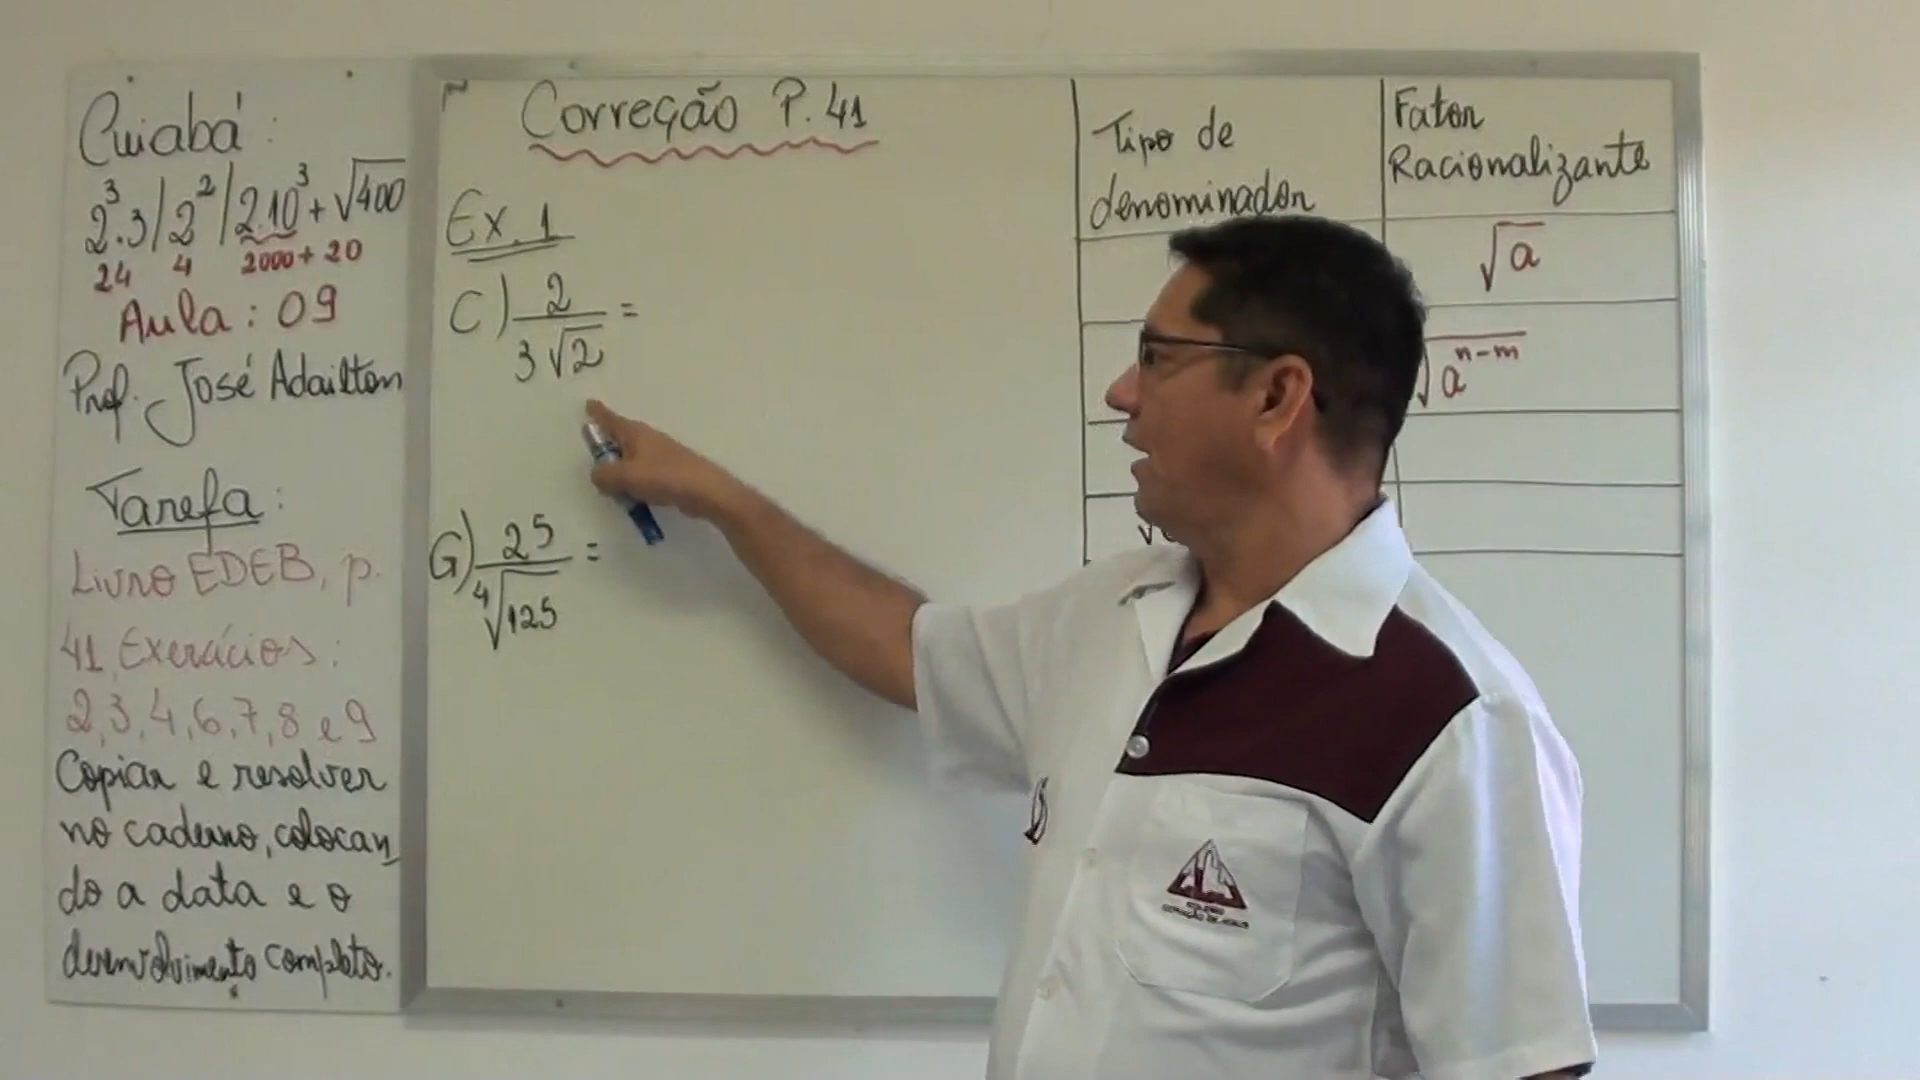 Cuiabá:
2³.3/2²/2.10³+√400
24 4 2000+20
Aula: 09
Prof. José Adailton
Tarefa:
Livro EDEB, p.
41, Exercícios:
2,3,4,6,7,8 e 9
Copiar e resolver
no caderno, colocan
do a data e o
desenvolvimento completo.
Correção P. 41
Ex. 1
C) 2/3√2 =
G) 25/⁴√125 =
Tipo de
denominador
Fator
Racionalizante
√a
√aⁿ⁻ᵐ